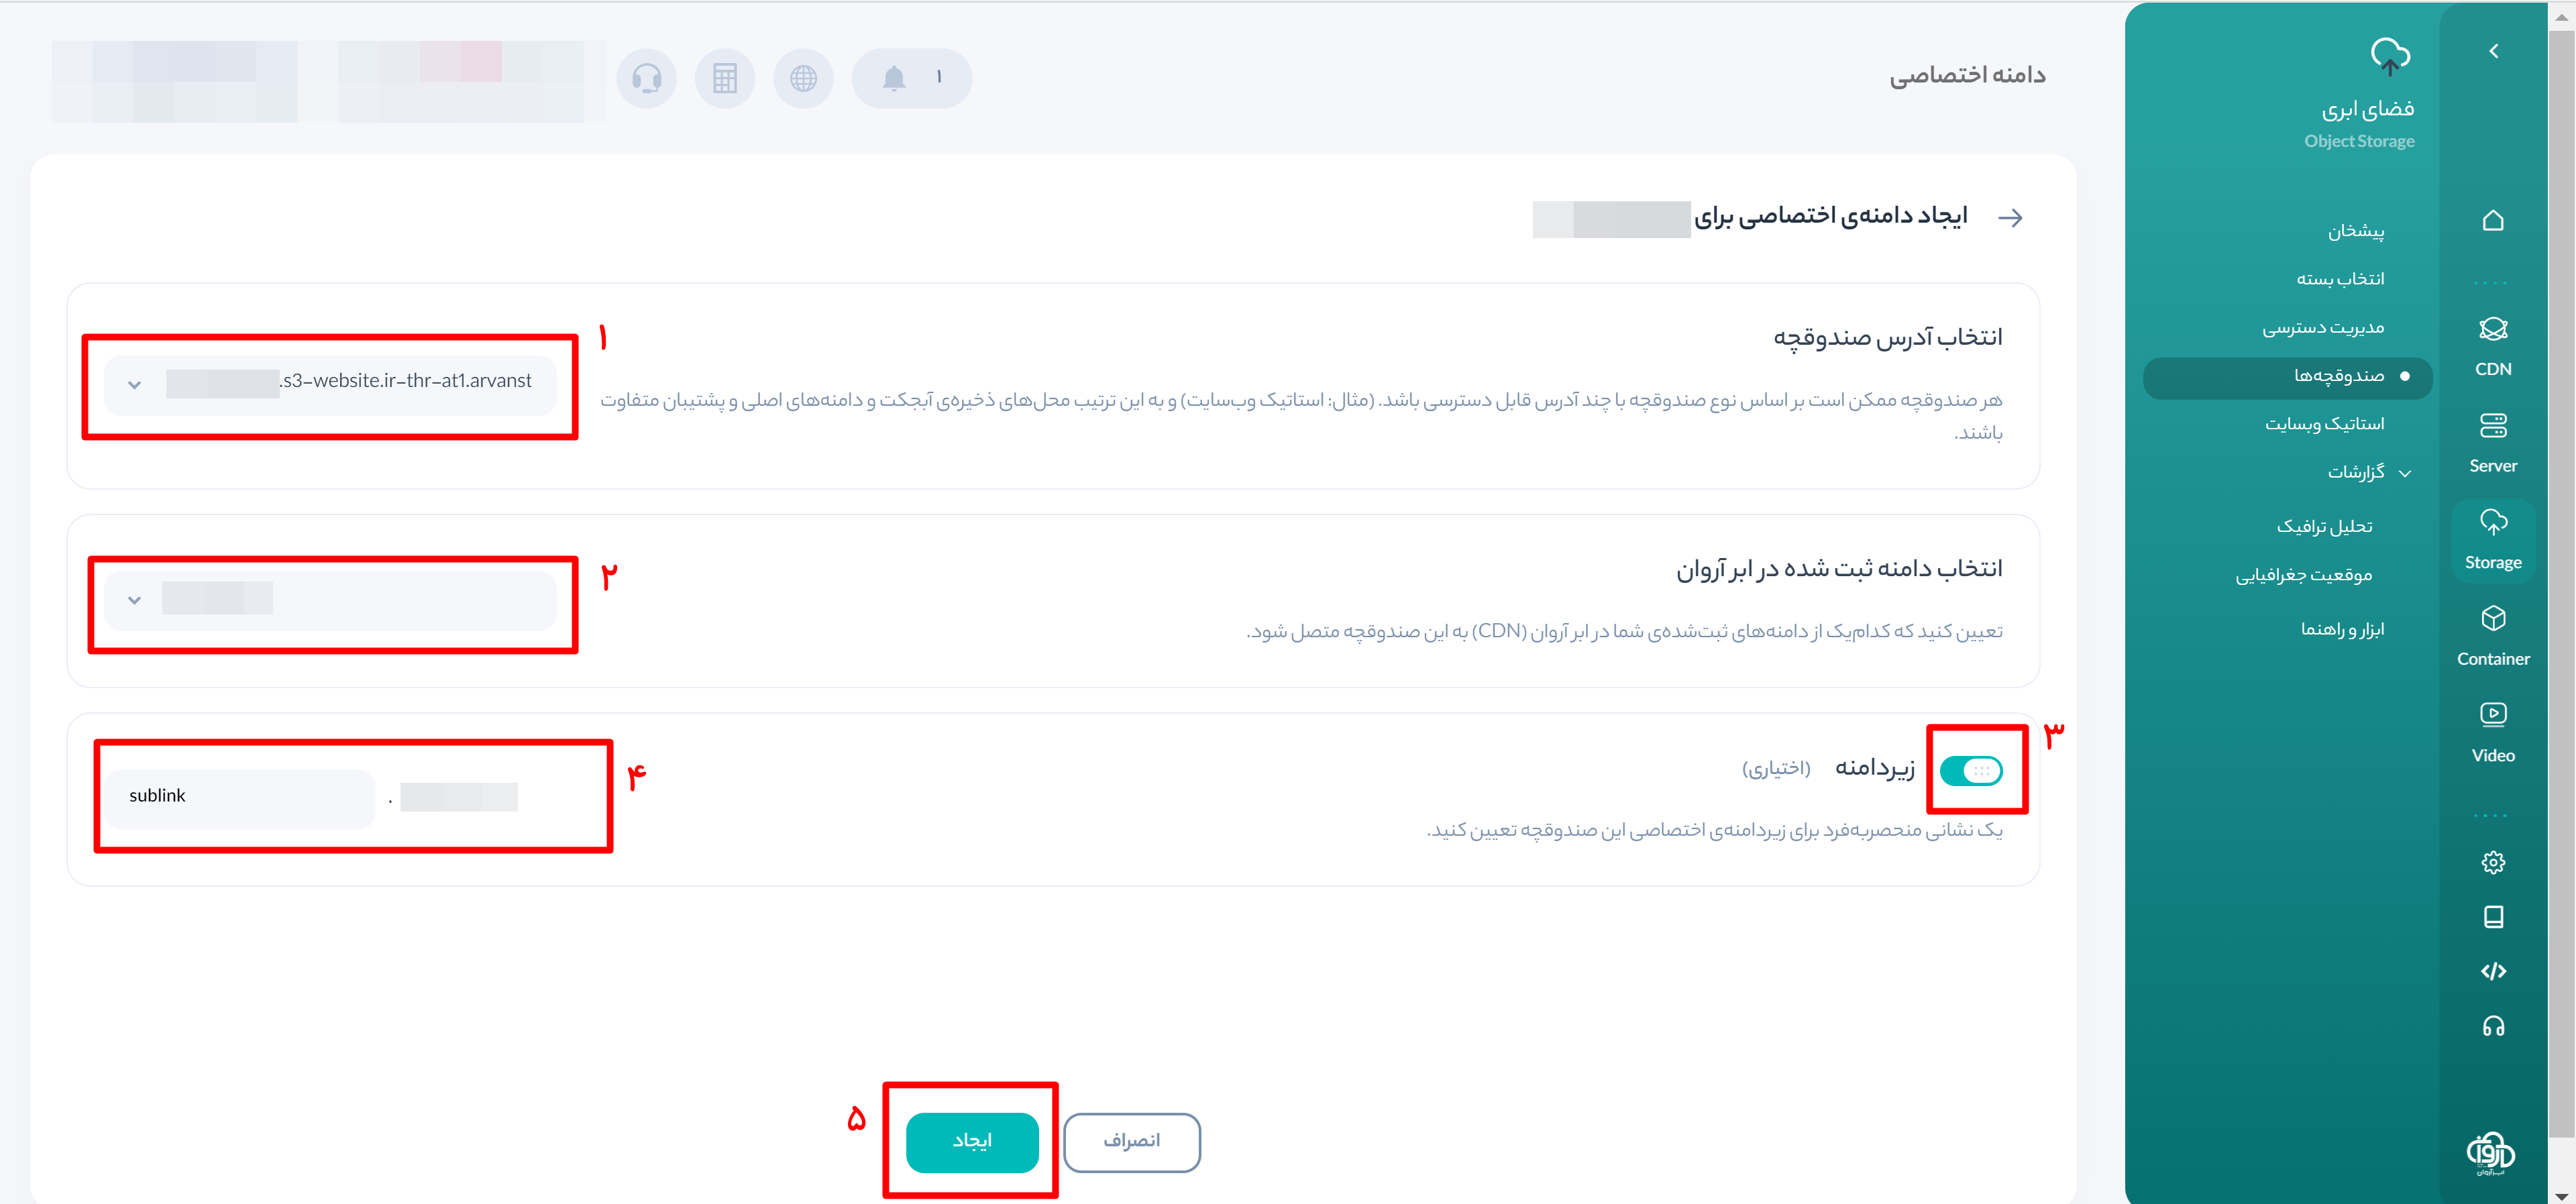 دامنه اختصاصی
۱
ایجاد دامنه‌ی اختصاصی برای
انتخاب آدرس صندوقچه
هر صندوقچه ممکن است بر اساس نوع صندوقچه با چند آدرس قابل دسترسی باشد. (مثال: استاتیک وب‌سایت) و به این ترتیب محل‌های ذخیره‌ی آبجکت و دامنه‌های اصلی و پشتیبان متفاوت
باشند.
۱
.s3-website.ir-thr-at1.arvanst
انتخاب دامنه ثبت شده در ابر آروان
تعیین کنید که کدام‌یک از دامنه‌های ثبت‌شده‌ی شما در ابر آروان (CDN) به این صندوقچه متصل شود.
۲
۳
زیردامنه (اختیاری)
یک نشانی منحصربه‌فرد برای زیردامنه‌ی اختصاصی این صندوقچه تعیین کنید.
۴
sublink .
انصراف
ایجاد
۵
فضای ابری
Object Storage
پیشخان
انتخاب بسته
مدیریت دسترسی
صندوقچه‌ها
استاتیک وبسایت
گزارشات
تحلیل ترافیک
موقعیت جغرافیایی
ابزار و راهنما
CDN
Server
Storage
Container
Video
آروان
ابر آروان